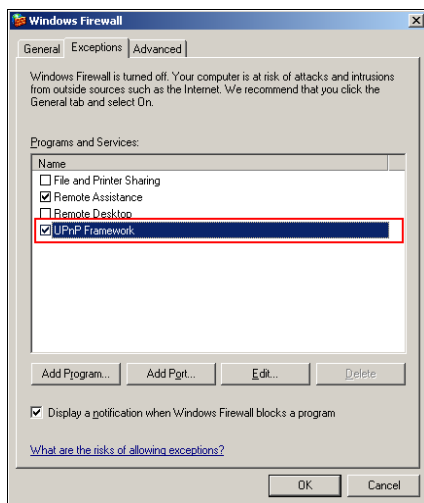 Windows Firewall
General Exceptions Advanced
Windows Firewall is turned off. Your computer is at risk of attacks and intrusions
from outside sources such as the Internet. We recommend that you click the
General tab and select On.
Programs and Services:
Name
File and Printer Sharing
Remote Assistance
Remote Desktop
UPnP Framework
Add Program... Add Port... Edit... Delete
Display a notification when Windows Firewall blocks a program
What are the risks of allowing exceptions?
OK Cancel